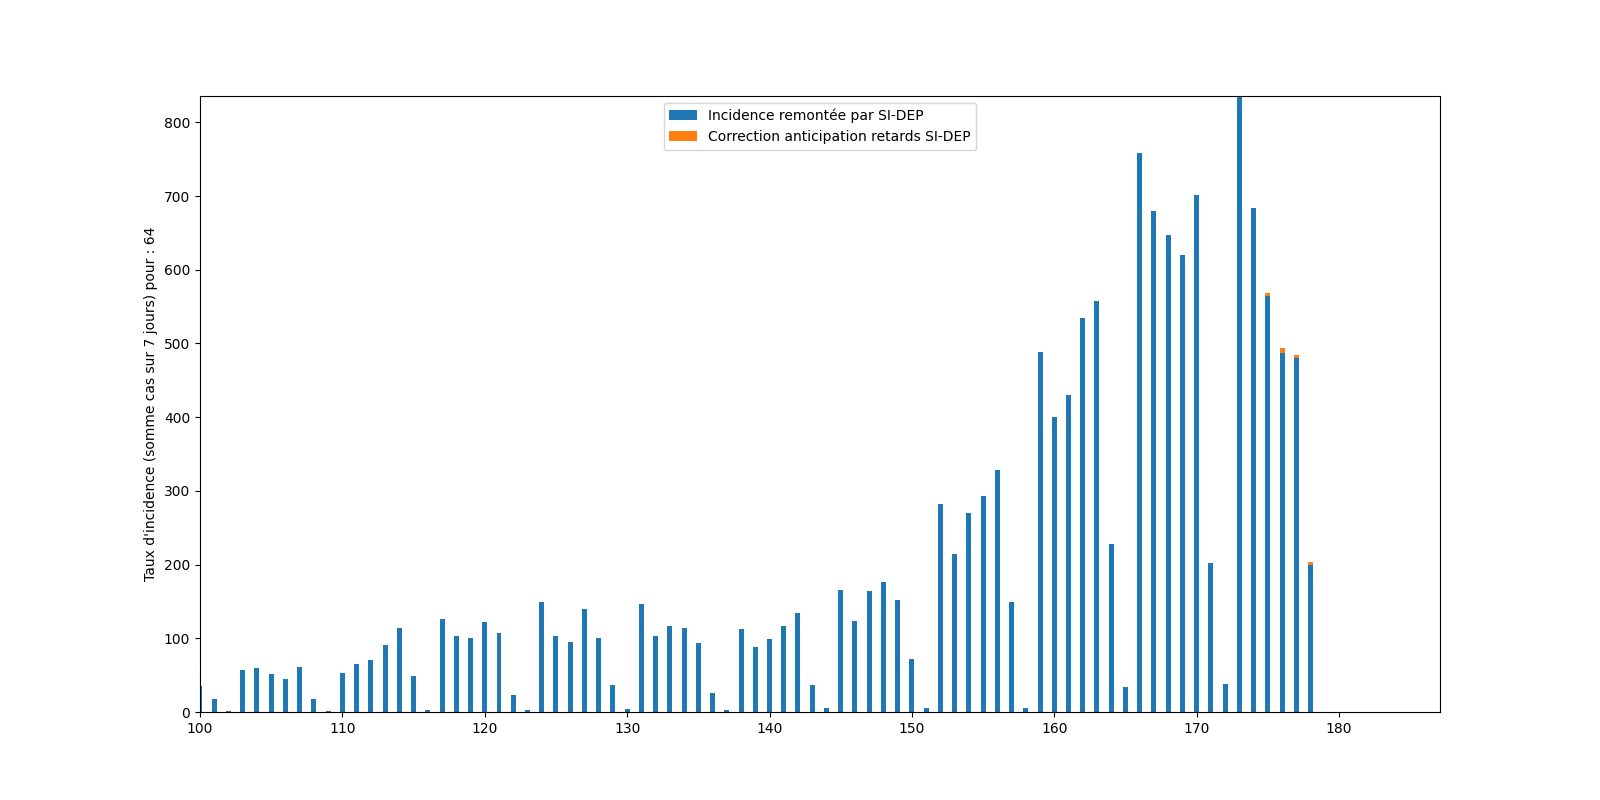 Incidence remontée par SI-DEP
Correction anticipation retards SI-DEP
Taux d'incidence (somme cas sur 7 jours) pour : 64
800
700
600
500
400
300
200
100
0
100 110 120 130 140 150 160 170 180